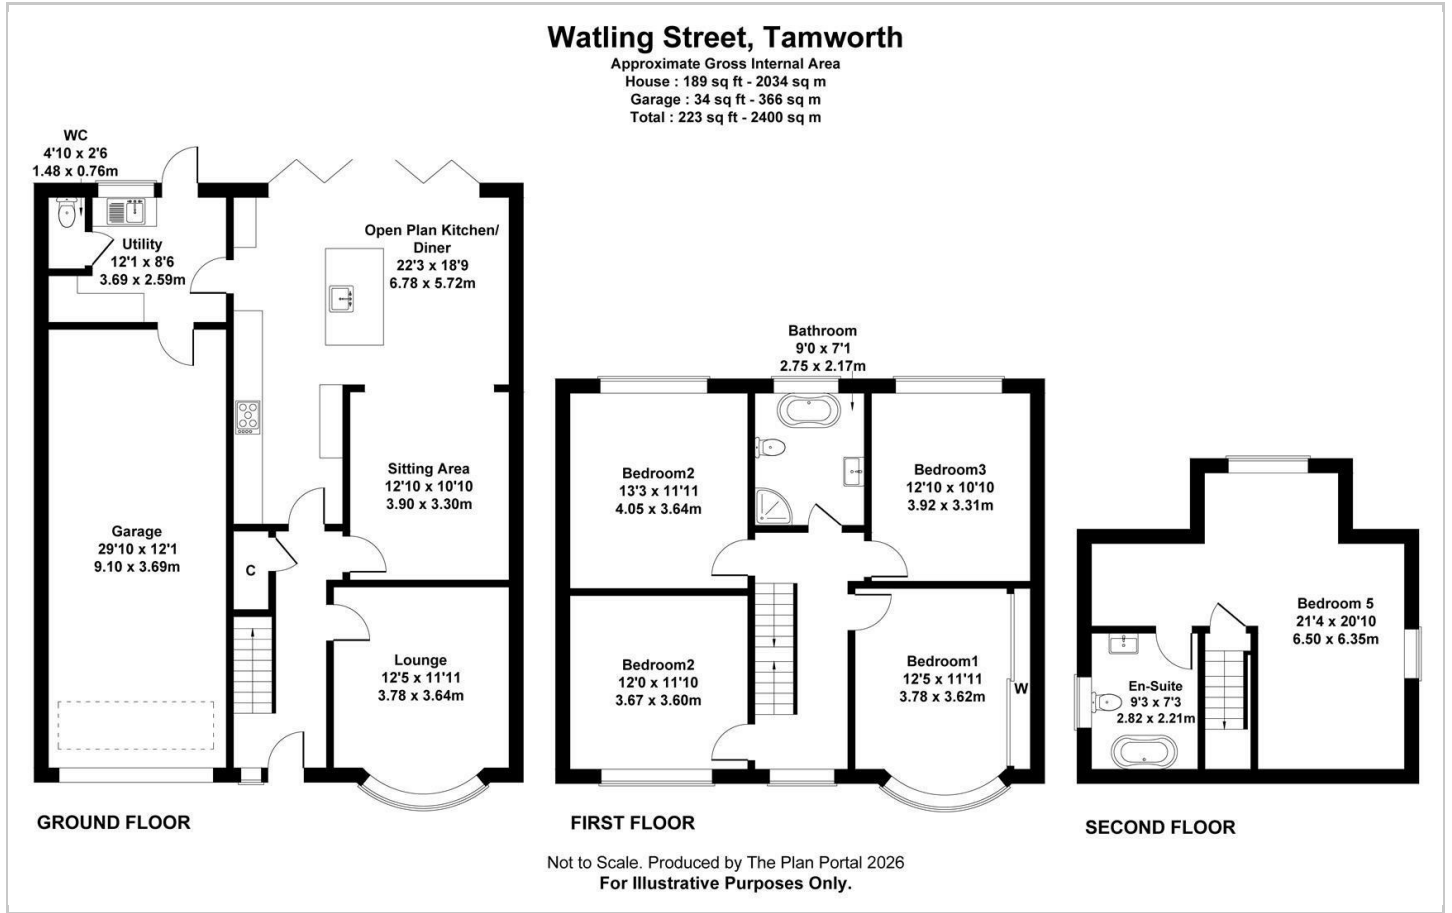 Watling Street, Tamworth
Approximate Gross Internal Area
House : 189 sq ft - 2034 sq m
Garage : 34 sq ft - 366 sq m
Total : 223 sq ft - 2400 sq m
WC
4'10 x 2'6
1.48 x 0.76m
Utility
12'1 x 8'6
3.69 x 2.59m
Open Plan Kitchen/
Diner
22'3 x 18'9
6.78 x 5.72m
Sitting Area
12'10 x 10'10
3.90 x 3.30m
Garage
29'10 x 12'1
9.10 x 3.69m
C
Lounge
12'5 x 11'11
3.78 x 3.64m
GROUND FLOOR
Bathroom
9'0 x 7'1
2.75 x 2.17m
Bedroom2
13'3 x 11'11
4.05 x 3.64m
Bedroom3
12'10 x 10'10
3.92 x 3.31m
Bedroom2
12'0 x 11'10
3.67 x 3.60m
Bedroom1
12'5 x 11'11
3.78 x 3.62m
W
FIRST FLOOR
Bedroom 5
21'4 x 20'10
6.50 x 6.35m
En-Suite
9'3 x 7'3
2.82 x 2.21m
SECOND FLOOR
Not to Scale. Produced by The Plan Portal 2026
For Illustrative Purposes Only.